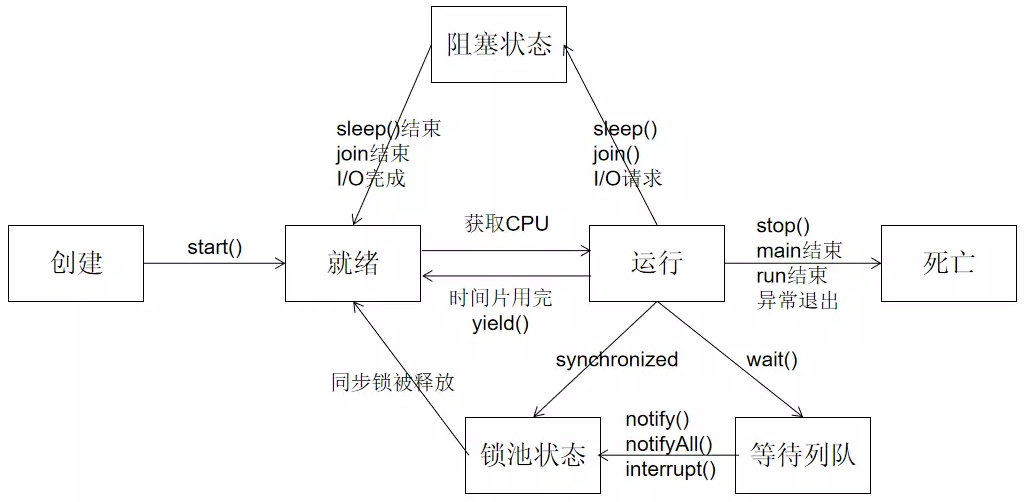 阻塞状态
sleep()结束
join结束
I/O完成
sleep()
join()
I/O请求
创建
start()
就绪
获取CPU
时间片用完
yield()
运行
stop()
main结束
run结束
异常退出
死亡
同步锁被释放
synchronized
wait()
锁池状态
notify()
notifyAll()
interrupt()
等待列队